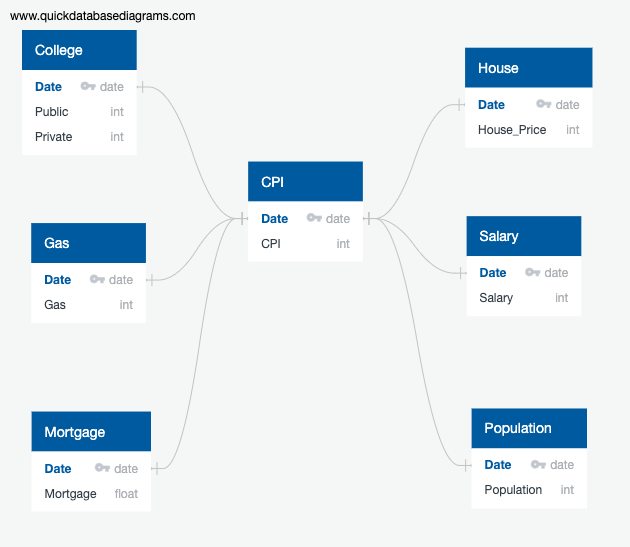 www.quickdatabasediagrams.com
College
Date date
Public int
Private int
House
Date date
House_Price int
CPI
Date date
CPI int
Gas
Date date
Gas int
Salary
Date date
Salary int
Mortgage
Date date
Mortgage float
Population
Date date
Population int